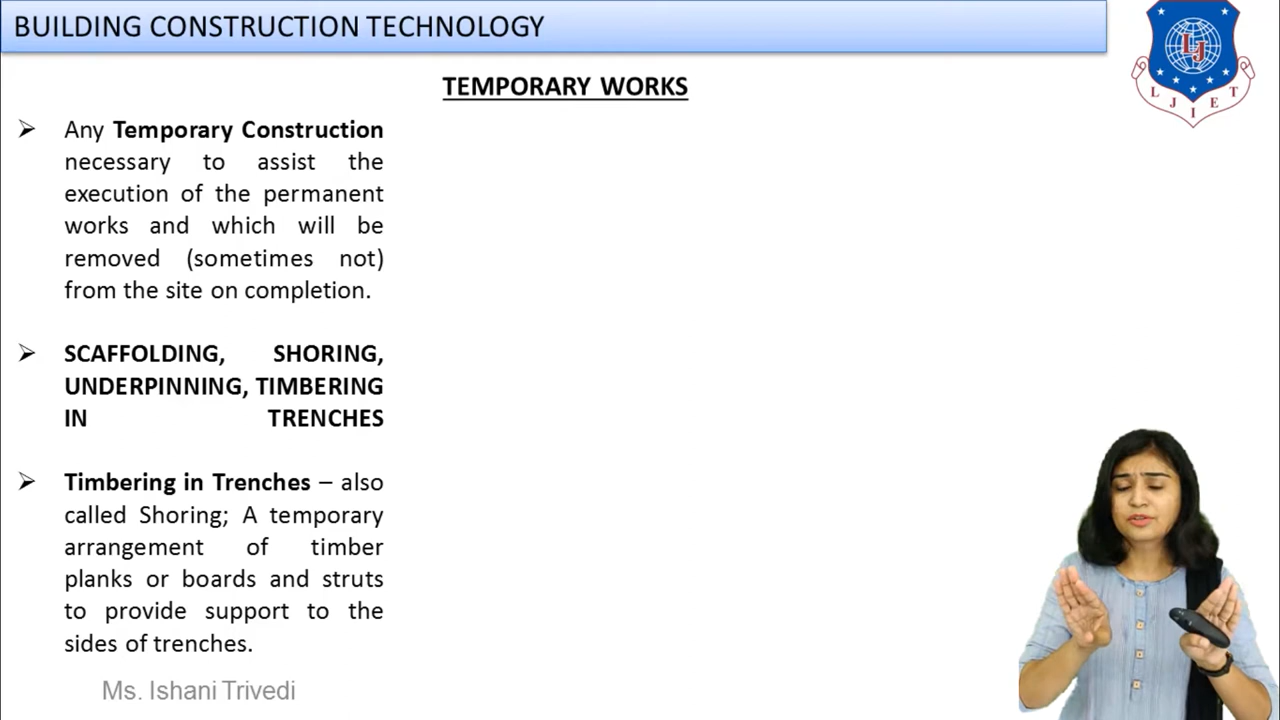 BUILDING CONSTRUCTION TECHNOLOGY
TEMPORARY WORKS
➢ Any Temporary Construction
necessary to assist the
execution of the permanent
works and which will be
removed (sometimes not)
from the site on completion.
➢ SCAFFOLDING, SHORING,
UNDERPINNING, TIMBERING
IN TRENCHES
➢ Timbering in Trenches – also
called Shoring; A temporary
arrangement of timber
planks or boards and struts
to provide support to the
sides of trenches.
Ms. Ishani Trivedi
LJ
L J I E T